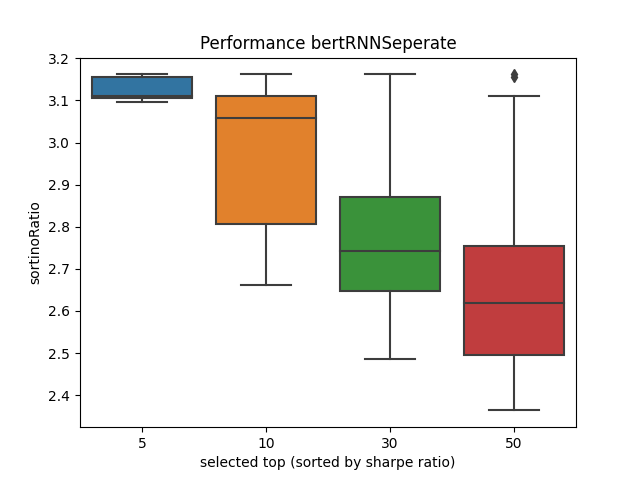 Performance bertRNNSeperate
3.2
3.1
3.0
2.9
2.8
2.7
2.6
2.5
2.4
sortinoRatio
5 10 30 50
selected top (sorted by sharpe ratio)